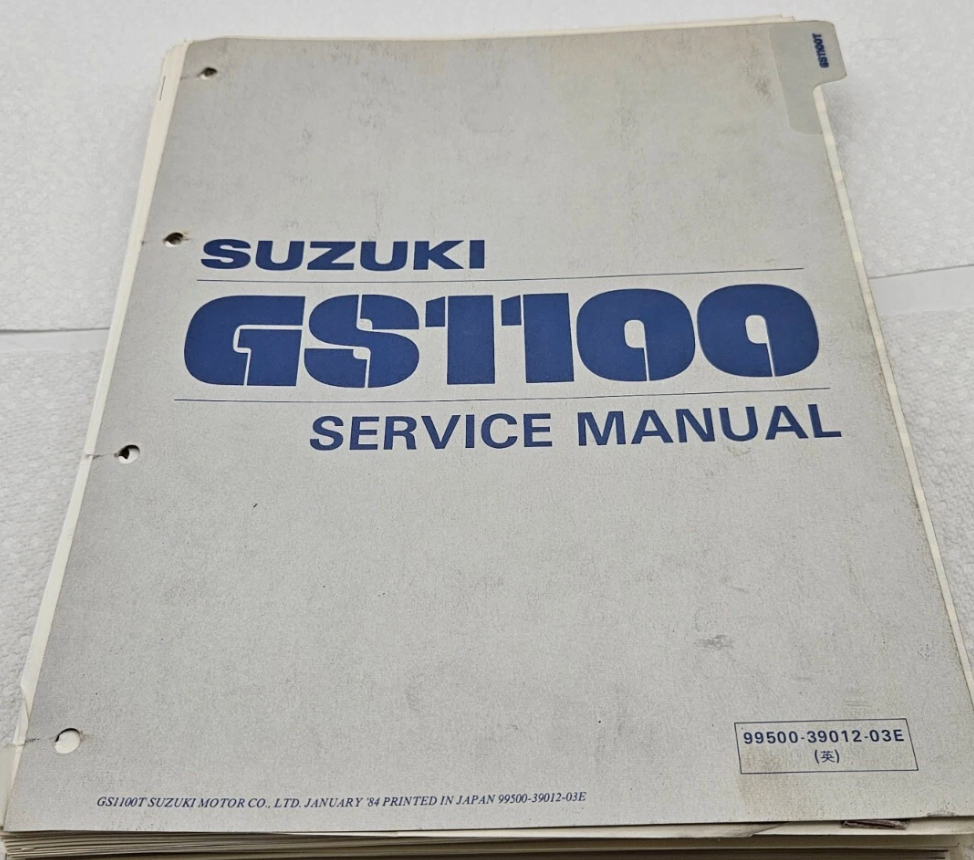 GS1100T
SUZUKI
GS1100
SERVICE MANUAL
99500-39012-03E
(英)
GS1100T SUZUKI MOTOR CO., LTD. JANUARY '84 PRINTED IN JAPAN 99500-39012-03E